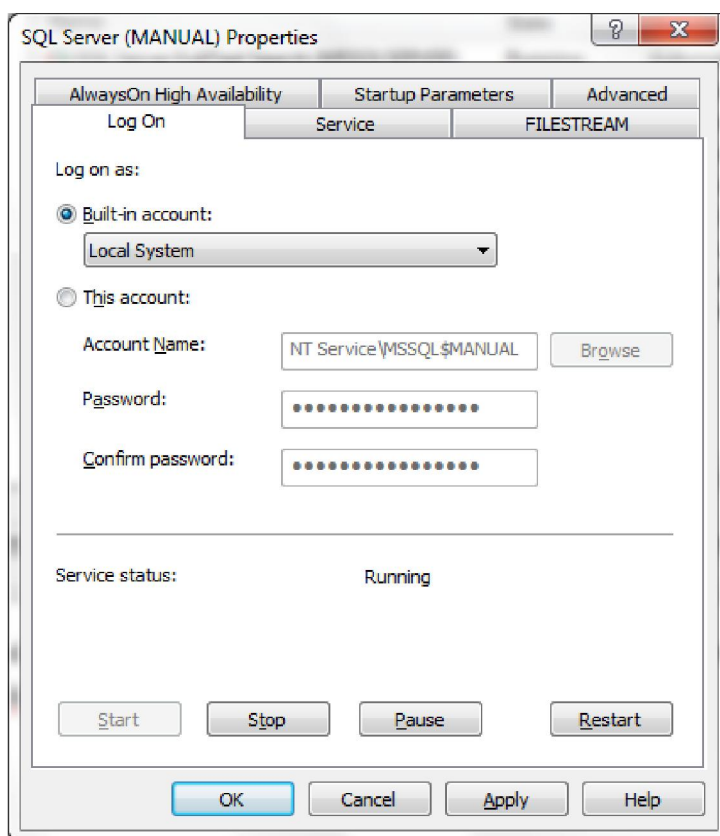 SQL Server (MANUAL) Properties
AlwaysOn High Availability Startup Parameters Advanced
Log On Service FILESTREAM
Log on as:
Built-in account:
Local System
This account:
Account Name: NT Service\MSSQL$MANUAL Browse
Password: ●●●●●●●●●●●●●●●●
Confirm password: ●●●●●●●●●●●●●●●●
Service status: Running
Start Stop Pause Restart
OK Cancel Apply Help